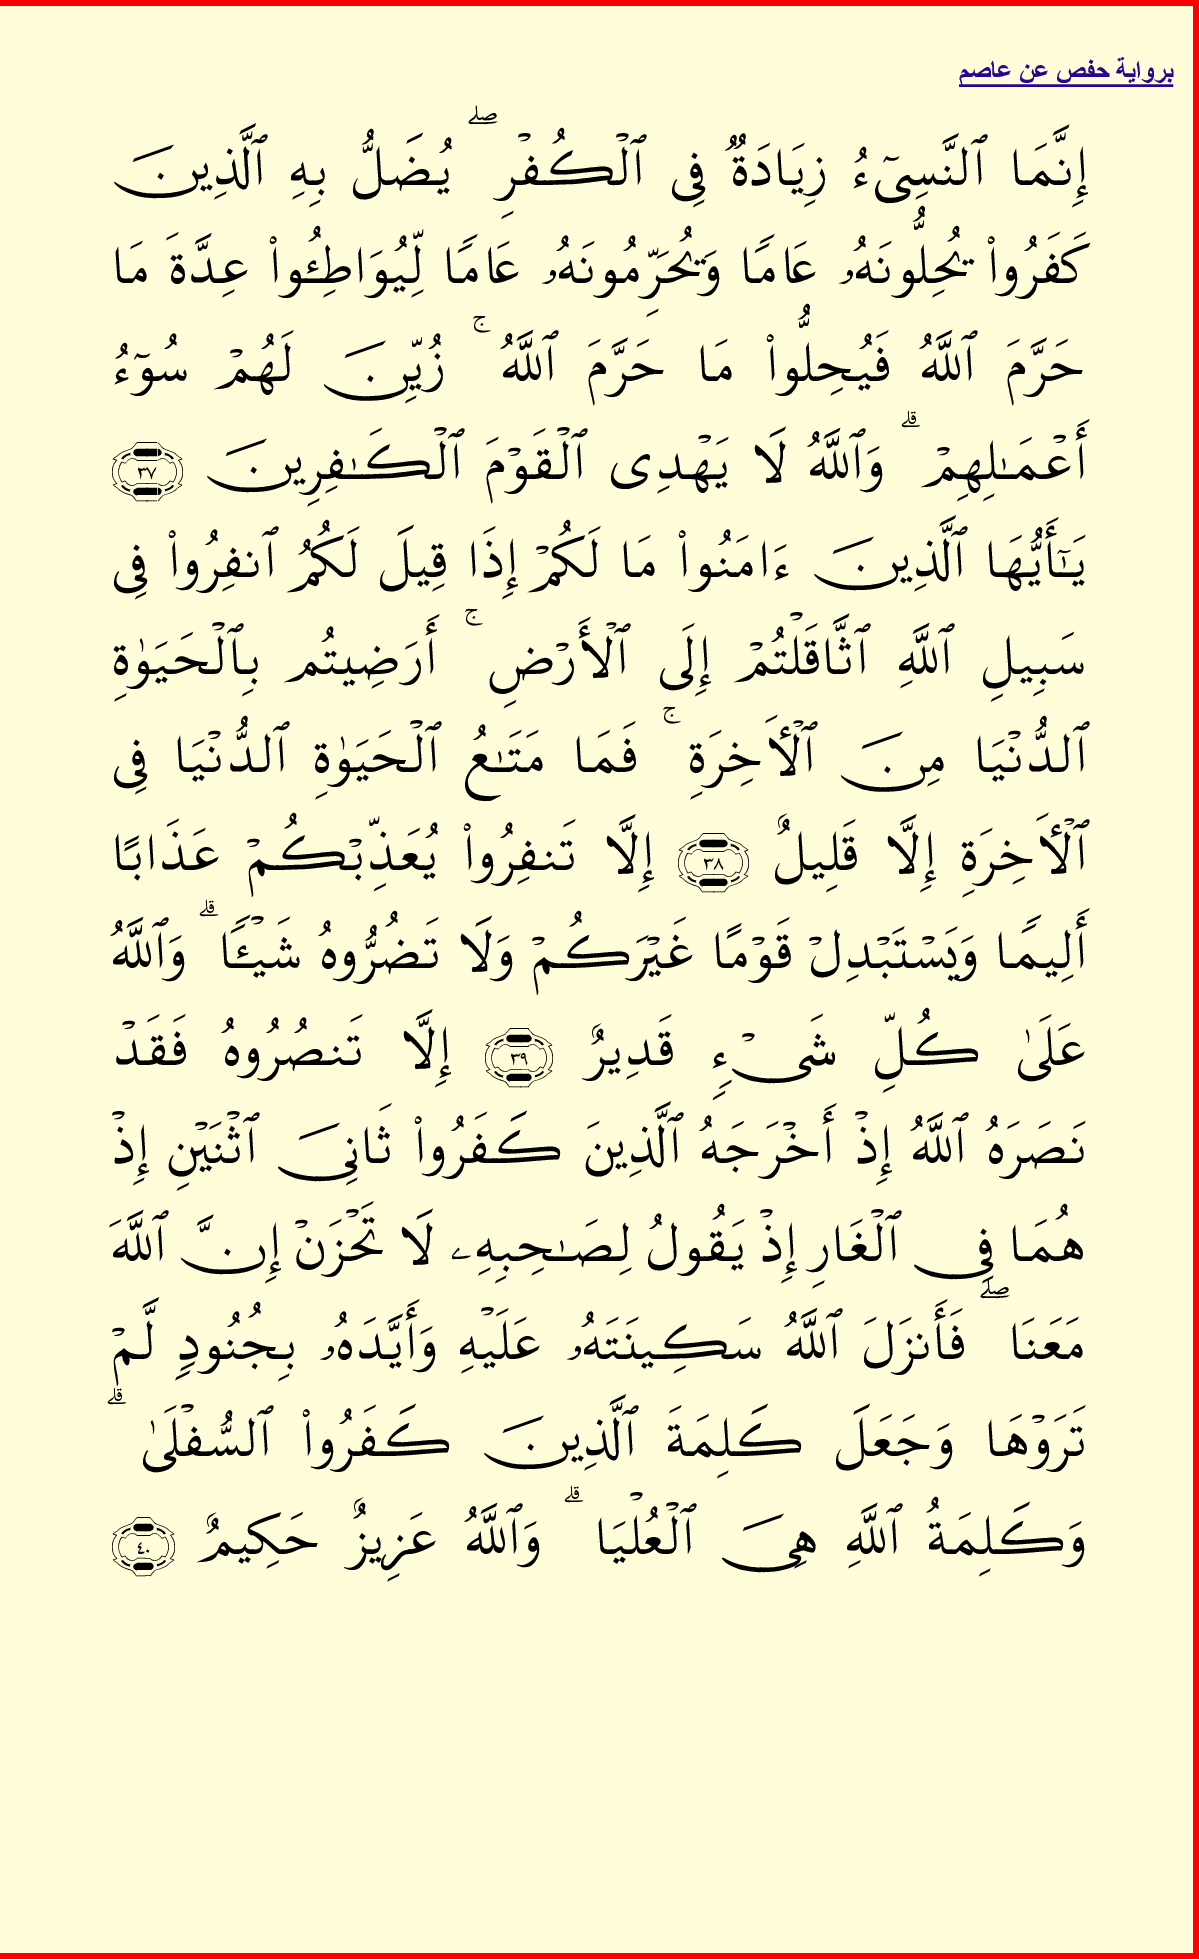 برواية حفص عن عاصم
إِنَّمَا ٱلنَّسِىٓءُ زِيَادَةٌ فِى ٱلْكُفْرِ ۖ يُضَلُّ بِهِ ٱلَّذِينَ
كَفَرُوا۟ يُحِلُّونَهُۥ عَامًا وَيُحَرِّمُونَهُۥ عَامًا لِّيُوَاطِـُٔوا۟ عِدَّةَ مَا
حَرَّمَ ٱللَّهُ فَيُحِلُّوا۟ مَا حَرَّمَ ٱللَّهُ ۚ زُيِّنَ لَهُمْ سُوٓءُ
أَعْمَـٰلِهِمْ ۗ وَٱللَّهُ لَا يَهْدِى ٱلْقَوْمَ ٱلْكَـٰفِرِينَ ٣٧
يَـٰٓأَيُّهَا ٱلَّذِينَ ءَامَنُوا۟ مَا لَكُمْ إِذَا قِيلَ لَكُمُ ٱنفِرُوا۟ فِى
سَبِيلِ ٱللَّهِ ٱثَّاقَلْتُمْ إِلَى ٱلْأَرْضِ ۚ أَرَضِيتُم بِٱلْحَيَوٰةِ
ٱلدُّنْيَا مِنَ ٱلْـَٔاخِرَةِ ۚ فَمَا مَتَـٰعُ ٱلْحَيَوٰةِ ٱلدُّنْيَا فِى
ٱلْـَٔاخِرَةِ إِلَّا قَلِيلٌ ٣٨ إِلَّا تَنفِرُوا۟ يُعَذِّبْكُمْ عَذَابًا
أَلِيمًا وَيَسْتَبْدِلْ قَوْمًا غَيْرَكُمْ وَلَا تَضُرُّوهُ شَيْـًٔا ۗ وَٱللَّهُ
عَلَىٰ كُلِّ شَىْءٍ قَدِيرٌ ٣٩ إِلَّا تَنصُرُوهُ فَقَدْ
نَصَرَهُ ٱللَّهُ إِذْ أَخْرَجَهُ ٱلَّذِينَ كَفَرُوا۟ ثَانِىَ ٱثْنَيْنِ إِذْ
هُمَا فِى ٱلْغَارِ إِذْ يَقُولُ لِصَـٰحِبِهِۦ لَا تَحْزَنْ إِنَّ ٱللَّهَ
مَعَنَا ۖ فَأَنزَلَ ٱللَّهُ سَكِينَتَهُۥ عَلَيْهِ وَأَيَّدَهُۥ بِجُنُودٍ لَّمْ
تَرَوْهَا وَجَعَلَ كَلِمَةَ ٱلَّذِينَ كَفَرُوا۟ ٱلسُّفْلَىٰ ۗ
وَكَلِمَةُ ٱللَّهِ هِىَ ٱلْعُلْيَا ۗ وَٱللَّهُ عَزِيزٌ حَكِيمٌ ٤٠